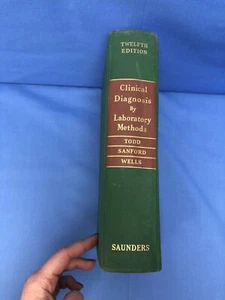 TWELFTH
EDITION
Clinical
Diagnosis
By
Laboratory
Methods
TODD
SANFORD
WELLS
SAUNDERS